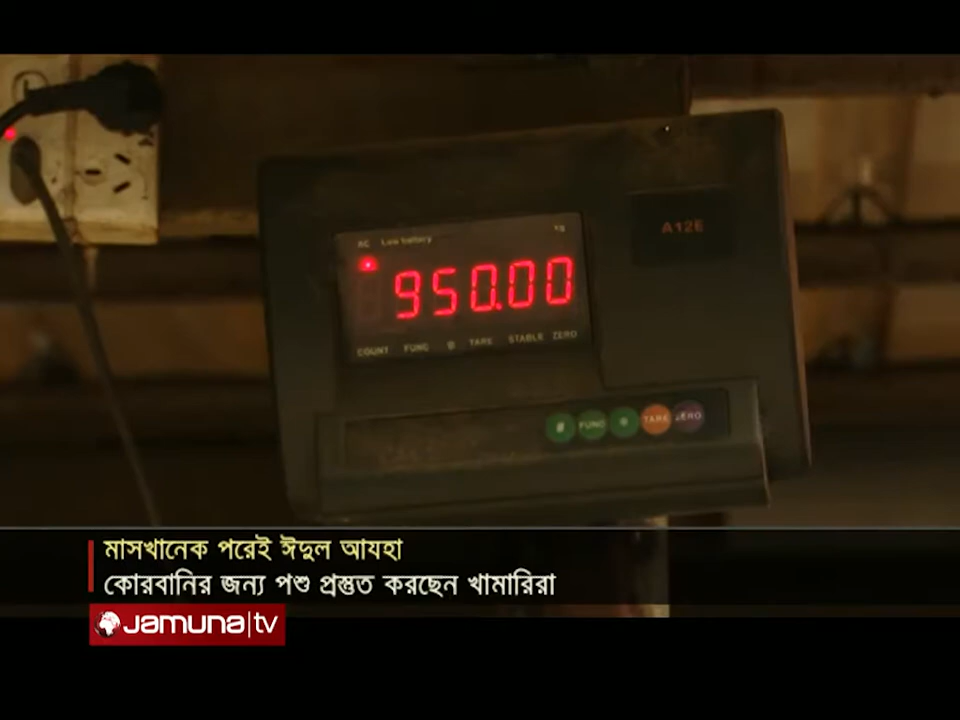 A12E
AC Low battery kg
950.00
COUNT FUNC TARE STABLE ZERO
# FUNC * TARE ZERO
মাসখানেক পরেই ঈদুল আযহা
কোরবানির জন্য পশু প্রস্তুত করছেন খামারিরা
Jamuna|tv